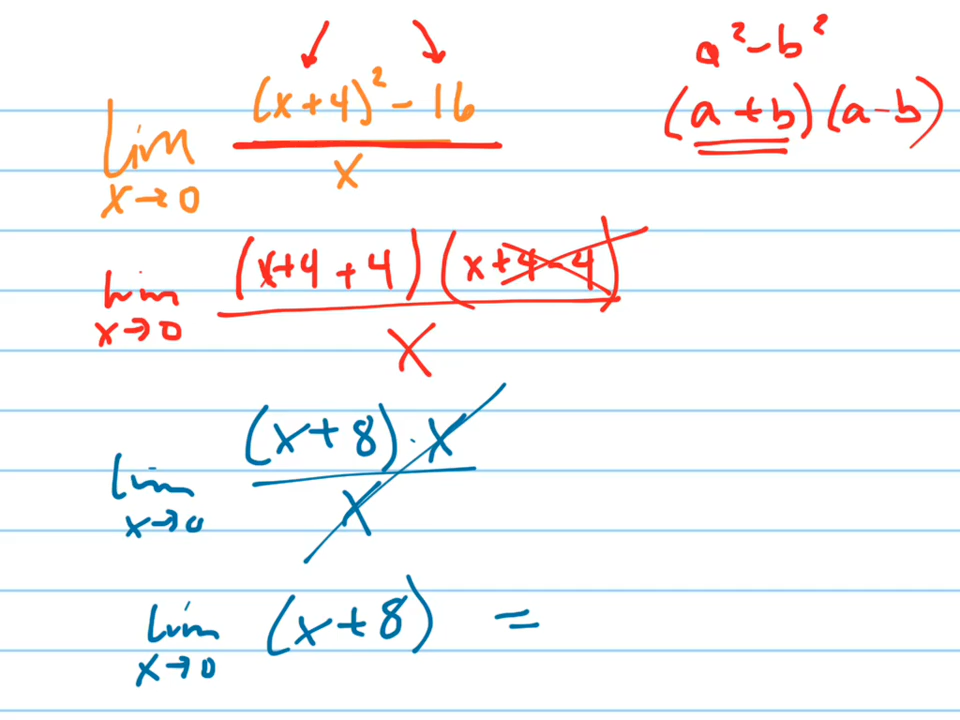 a² - b²
(a + b)(a - b)
lim x→0 ((x + 4)² - 16) / x
lim x→0 ((x + 4 + 4)(x + 4 - 4)) / x
lim x→0 ((x + 8) · x) / x
lim x→0 (x + 8) =